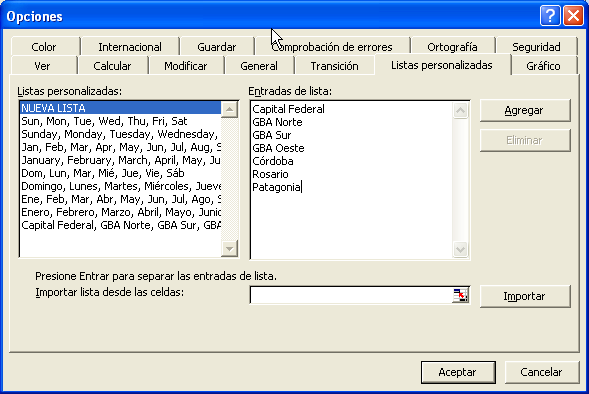 Opciones
Color Internacional Guardar Comprobación de errores Ortografía Seguridad
Ver Calcular Modificar General Transición Listas personalizadas Gráfico
Listas personalizadas:
NUEVA LISTA
Sun, Mon, Tue, Wed, Thu, Fri, Sat
Sunday, Monday, Tuesday, Wednesday,
Jan, Feb, Mar, Apr, May, Jun, Jul, Aug, S
January, February, March, April, May, Ju
Dom, Lun, Mar, Mié, Jue, Vie, Sáb
Domingo, Lunes, Martes, Miércoles, Jueve
Ene, Feb, Mar, Abr, May, Jun, Jul, Ago, S
Enero, Febrero, Marzo, Abril, Mayo, Junio
Capital Federal, GBA Norte, GBA Sur, GBA
Entradas de lista:
Capital Federal
GBA Norte
GBA Sur
GBA Oeste
Córdoba
Rosario
Patagonia
Agregar
Eliminar
Presione Entrar para separar las entradas de lista.
Importar lista desde las celdas:
Importar
Aceptar Cancelar